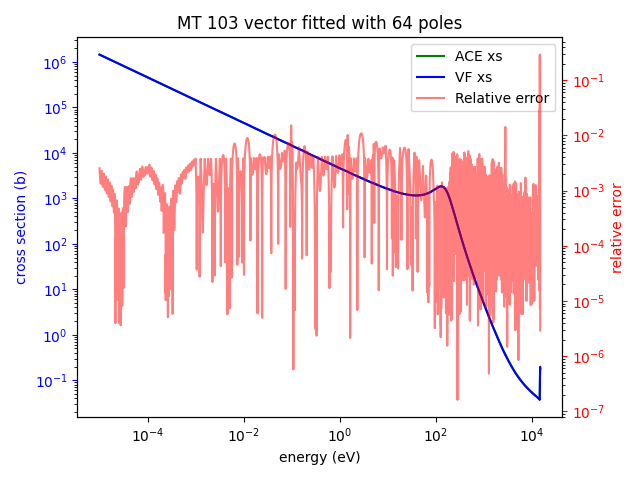 MT 103 vector fitted with 64 poles
ACE xs
VF xs
Relative error
cross section (b)
10^6
10^5
10^4
10^3
10^2
10^1
10^0
10^−1
relative error
10^−1
10^−2
10^−3
10^−4
10^−5
10^−6
10^−7
10^−4 10^−2 10^0 10^2 10^4
energy (eV)